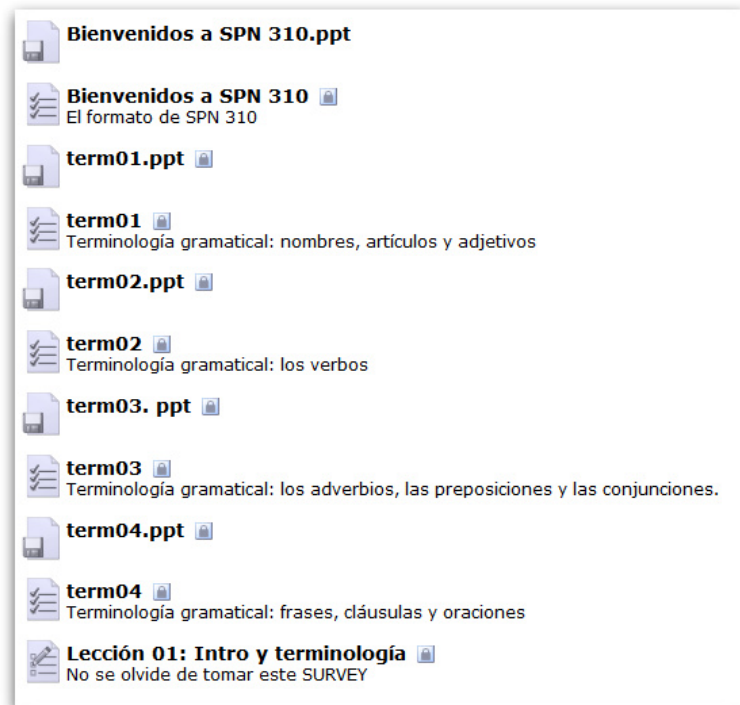 Bienvenidos a SPN 310.ppt
Bienvenidos a SPN 310
El formato de SPN 310
term01.ppt
term01
Terminología gramatical: nombres, artículos y adjetivos
term02.ppt
term02
Terminología gramatical: los verbos
term03. ppt
term03
Terminología gramatical: los adverbios, las preposiciones y las conjunciones.
term04.ppt
term04
Terminología gramatical: frases, cláusulas y oraciones
Lección 01: Intro y terminología
No se olvide de tomar este SURVEY